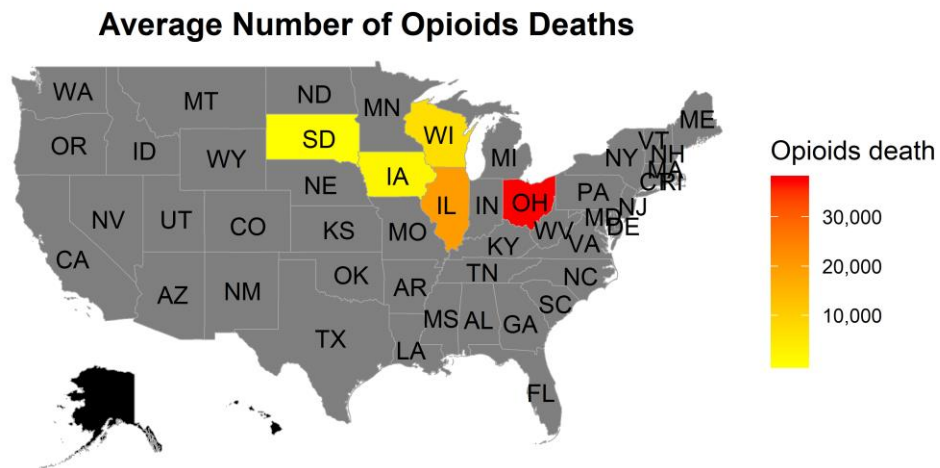 Average Number of Opioids Deaths
WA
MT
ND
MN
ME
OR
ID
WY
SD
WI
MI
NY
VT
NH
MA
CT
RI
NE
IA
IL
IN
OH
PA
NJ
NV
UT
CO
KS
MO
KY
WV
MD
DE
VA
CA
AZ
NM
OK
AR
TN
NC
SC
TX
LA
MS
AL
GA
FL
Opioids death
30,000
20,000
10,000